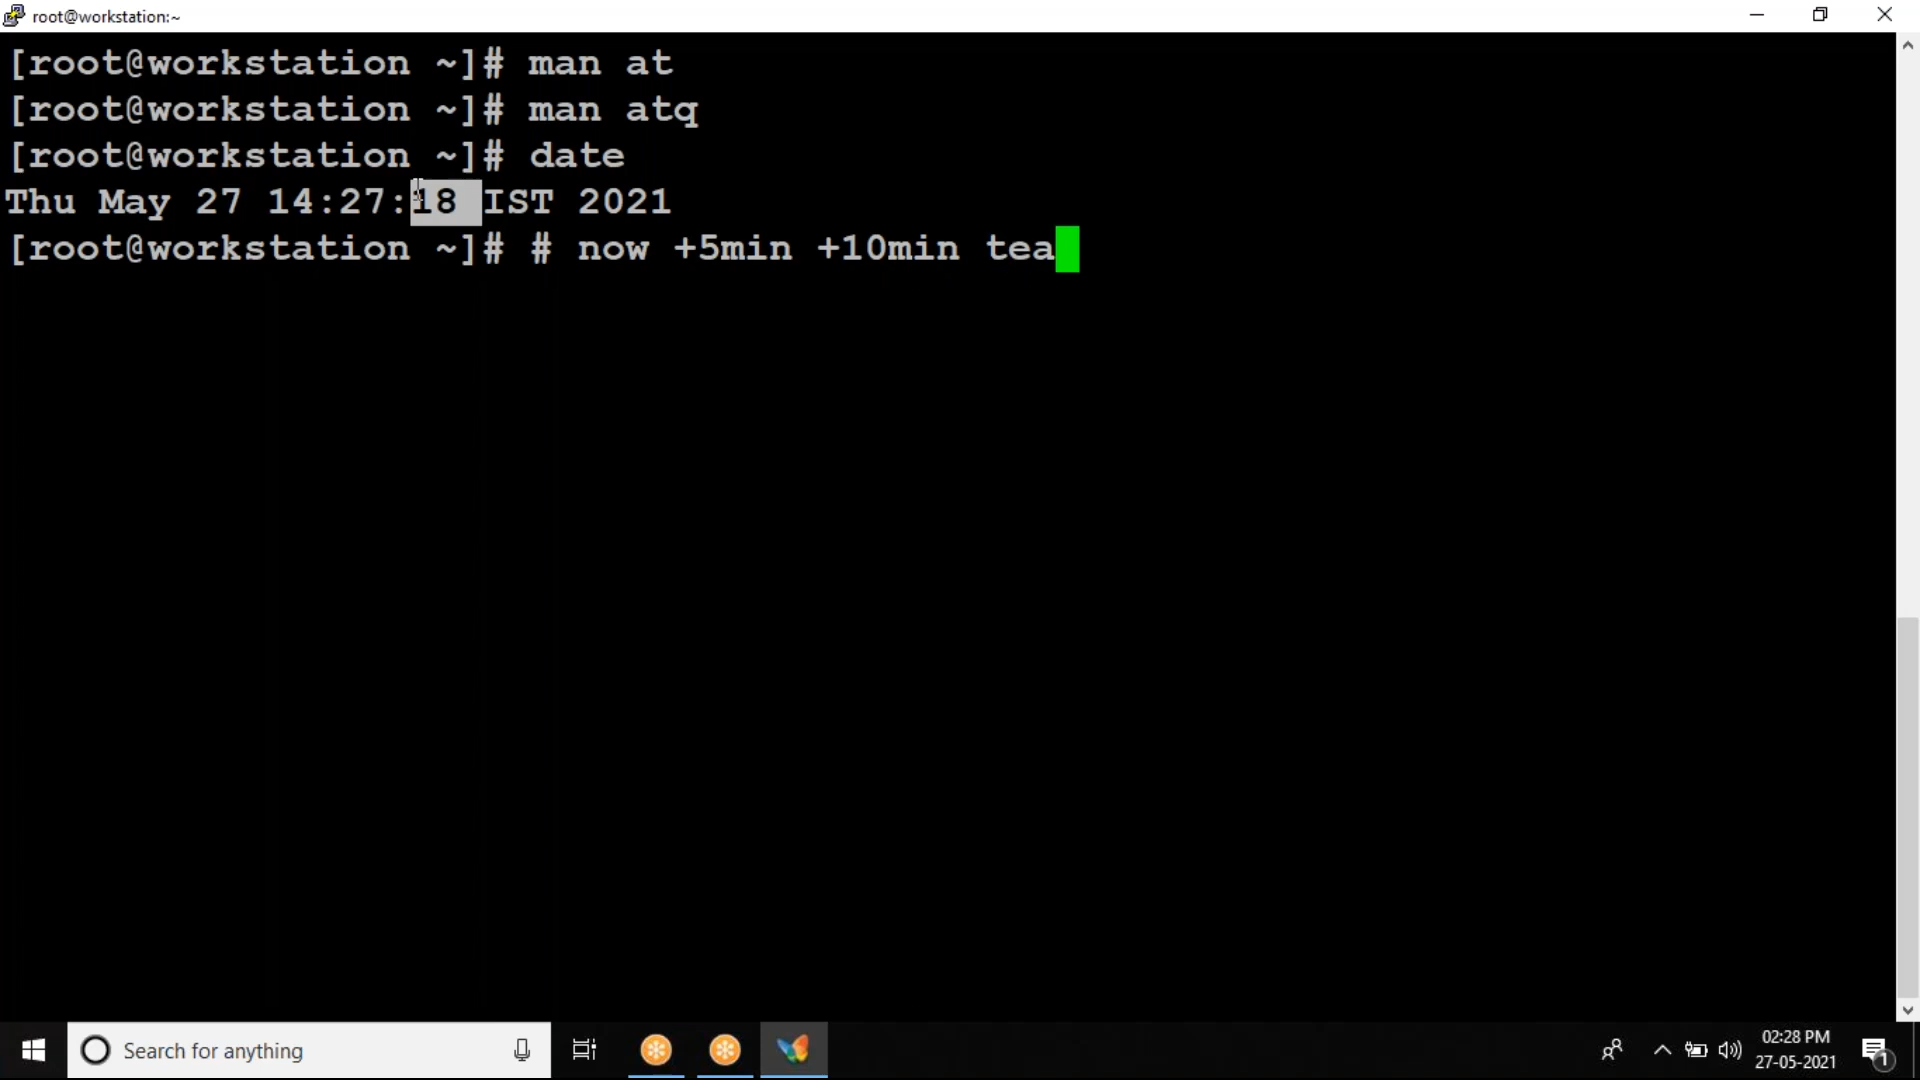 root@workstation:~
[root@workstation ~]# man at
[root@workstation ~]# man atq
[root@workstation ~]# date
Thu May 27 14:27:18 IST 2021
[root@workstation ~]# # now +5min +10min tea
Search for anything
02:28 PM
27-05-2021
1